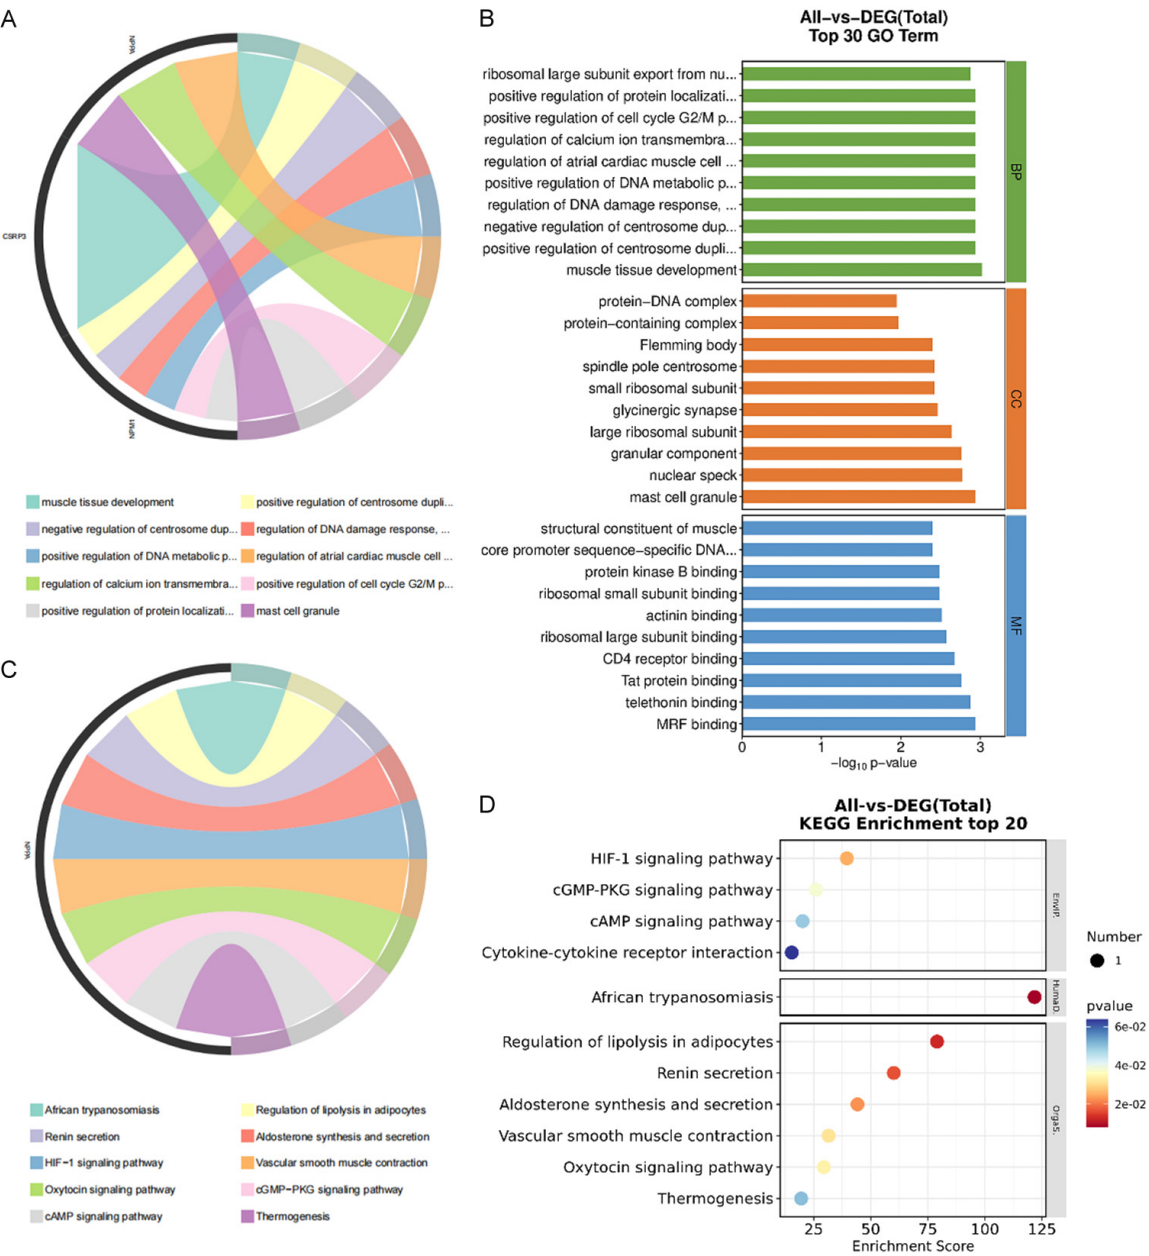 A
NPPA
CSRP3
NPM1
muscle tissue development
positive regulation of centrosome dupli...
negative regulation of centrosome dup...
regulation of DNA damage response, ...
positive regulation of DNA metabolic p...
regulation of atrial cardiac muscle cell ...
regulation of calcium ion transmembra...
positive regulation of cell cycle G2/M p...
positive regulation of protein localizati...
mast cell granule
B
All−vs−DEG(Total)
Top 30 GO Term
ribosomal large subunit export from nu...
positive regulation of protein localizati...
positive regulation of cell cycle G2/M p...
regulation of calcium ion transmembra...
regulation of atrial cardiac muscle cell ...
positive regulation of DNA metabolic p...
regulation of DNA damage response, ...
negative regulation of centrosome dup...
positive regulation of centrosome dupli...
muscle tissue development
BP
protein−DNA complex
protein−containing complex
Flemming body
spindle pole centrosome
small ribosomal subunit
glycinergic synapse
large ribosomal subunit
granular component
nuclear speck
mast cell granule
CC
structural constituent of muscle
core promoter sequence−specific DNA...
protein kinase B binding
ribosomal small subunit binding
actinin binding
ribosomal large subunit binding
CD4 receptor binding
Tat protein binding
telethonin binding
MRF binding
MF
0 1 2 3
−log10 p−value
C
NPPA
African trypanosomiasis
Regulation of lipolysis in adipocytes
Renin secretion
Aldosterone synthesis and secretion
HIF−1 signaling pathway
Vascular smooth muscle contraction
Oxytocin signaling pathway
cGMP−PKG signaling pathway
cAMP signaling pathway
Thermogenesis
D
All-vs-DEG(Total)
KEGG Enrichment top 20
HIF-1 signaling pathway
cGMP-PKG signaling pathway
cAMP signaling pathway
Cytokine-cytokine receptor interaction
EnvIP.
African trypanosomiasis
HumaD.
Regulation of lipolysis in adipocytes
Renin secretion
Aldosterone synthesis and secretion
Vascular smooth muscle contraction
Oxytocin signaling pathway
Thermogenesis
OrgaS.
25 50 75 100 125
Enrichment Score
Number
1
pvalue
6e-02
4e-02
2e-02